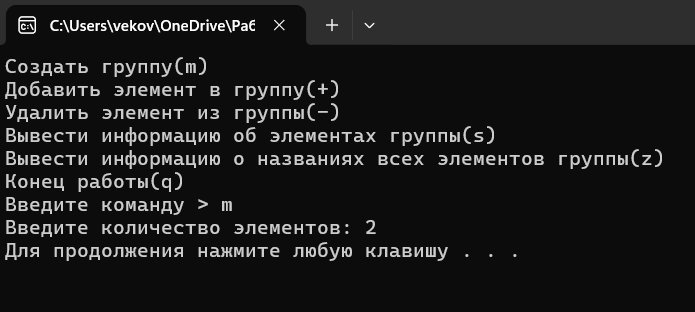 C:\Users\vekov\OneDrive\Раб
Создать группу(m)
Добавить элемент в группу(+)
Удалить элемент из группы(-)
Вывести информацию об элементах группы(s)
Вывести информацию о названиях всех элементов группы(z)
Конец работы(q)
Введите команду > m
Введите количество элементов: 2
Для продолжения нажмите любую клавишу . . .